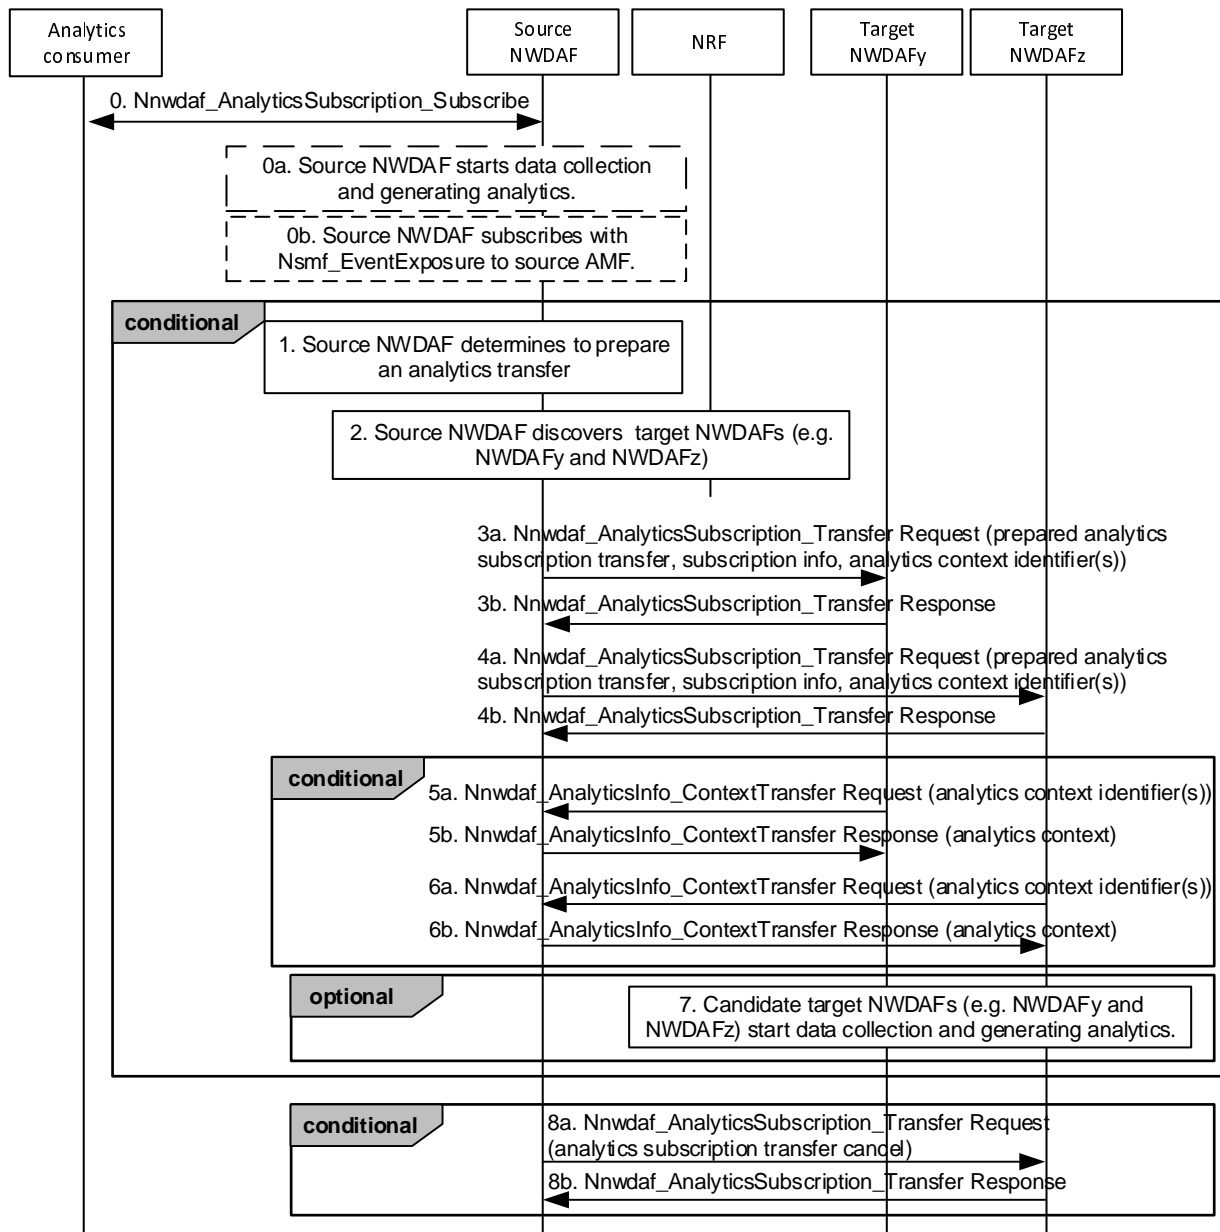 Analytics
consumer
Source
NWDAF
NRF
Target
NWDAFy
Target
NWDAFz
0. Nnwdaf_AnalyticsSubscription_Subscribe
0a. Source NWDAF starts data collection
and generating analytics.
0b. Source NWDAF subscribes with
Nsmf_EventExposure to source AMF.
conditional
1. Source NWDAF determines to prepare
an analytics transfer
2. Source NWDAF discovers target NWDAFs (e.g.
NWDAFy and NWDAFz)
3a. Nnwdaf_AnalyticsSubscription_Transfer Request (prepared analytics
subscription transfer, subscription info, analytics context identifier(s))
3b. Nnwdaf_AnalyticsSubscription_Transfer Response
4a. Nnwdaf_AnalyticsSubscription_Transfer Request (prepared analytics
subscription transfer, subscription info, analytics context identifier(s))
4b. Nnwdaf_AnalyticsSubscription_Transfer Response
conditional
5a. Nnwdaf_AnalyticsInfo_ContextTransfer Request (analytics context identifier(s))
5b. Nnwdaf_AnalyticsInfo_ContextTransfer Response (analytics context)
6a. Nnwdaf_AnalyticsInfo_ContextTransfer Request (analytics context identifier(s))
6b. Nnwdaf_AnalyticsInfo_ContextTransfer Response (analytics context)
optional
7. Candidate target NWDAFs (e.g. NWDAFy and
NWDAFz) start data collection and generating analytics.
conditional
8a. Nnwdaf_AnalyticsSubscription_Transfer Request
(analytics subscription transfer cancel)
8b. Nnwdaf_AnalyticsSubscription_Transfer Response